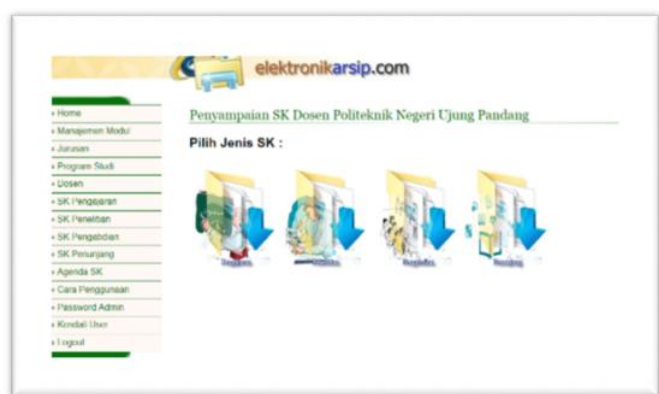 elektronikarsip.com
Penyampaian SK Dosen Politeknik Negeri Ujung Pandang
Pilih Jenis SK :
Home
Manajemen Modul
Jurusan
Program Studi
Dosen
SK Pengajaran
SK Penelitian
SK Pengabdian
SK Penunjang
Agenda SK
Cara Penggunaan
Password Admin
Kendali User
Logout